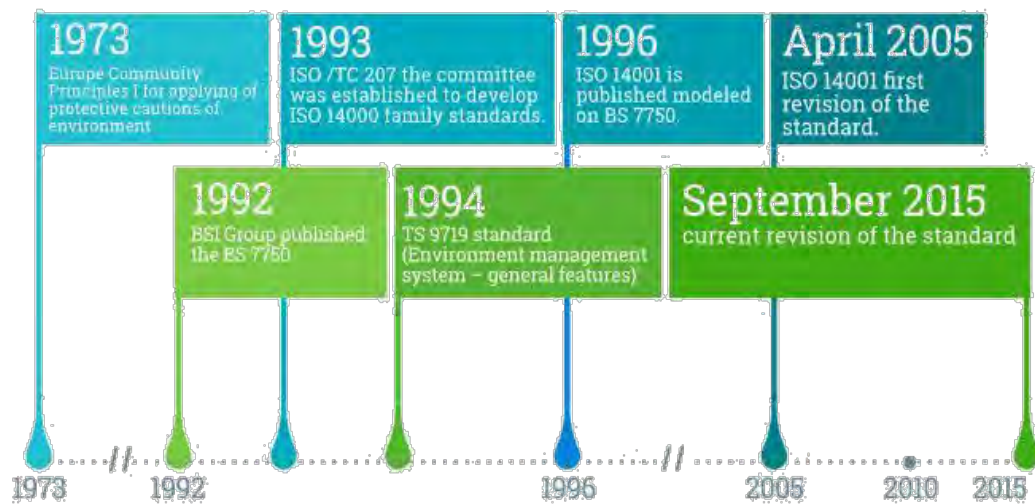 1973
Europe Community
Principles I for applying of
protective cautions of
environment
1993
ISO /TC 207 the committee
was established to develop
ISO 14000 family standards.
1996
ISO 14001 is
published modeled
on BS 7750
April 2005
ISO 14001 first
revision of the
standard.
1992
BSI Group published
the BS 7750
1994
TS 9719 standard
(Environment management
system – general features)
September 2015
current revision of the standard
1973
//
1992
1996
//
2005
2010
2015